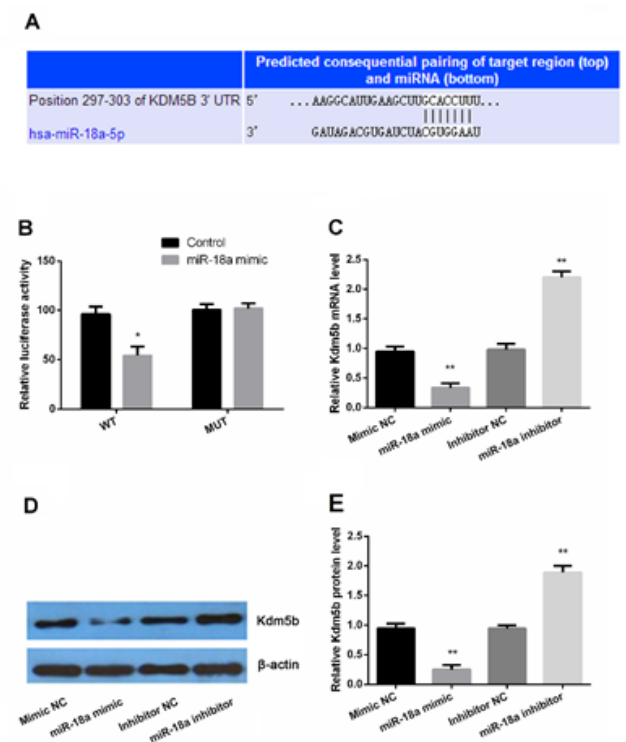 A
Predicted consequential pairing of target region (top)
and miRNA (bottom)
Position 297-303 of KDM5B 3' UTR 5' ...AAGGCAUUGAAGCUUGCACCUUU...
hsa-miR-18a-5p 3' GAUAGACGUGAUCUACGUGGAAU
B
Control
miR-18a mimic
Relative luciferase activity
150
100
50
0
*
WT
MUT
C
Relative Kdm5b mRNA level
2.5
2.0
1.5
1.0
0.5
0.0
**
**
Mimic NC
miR-18a mimic
Inhibitor NC
miR-18a inhibitor
D
Kdm5b
β-actin
Mimic NC
miR-18a mimic
Inhibitor NC
miR-18a inhibitor
E
Relative Kdm5b protein level
2.5
2.0
1.5
1.0
0.5
0.0
**
**
Mimic NC
miR-18a mimic
Inhibitor NC
miR-18a inhibitor